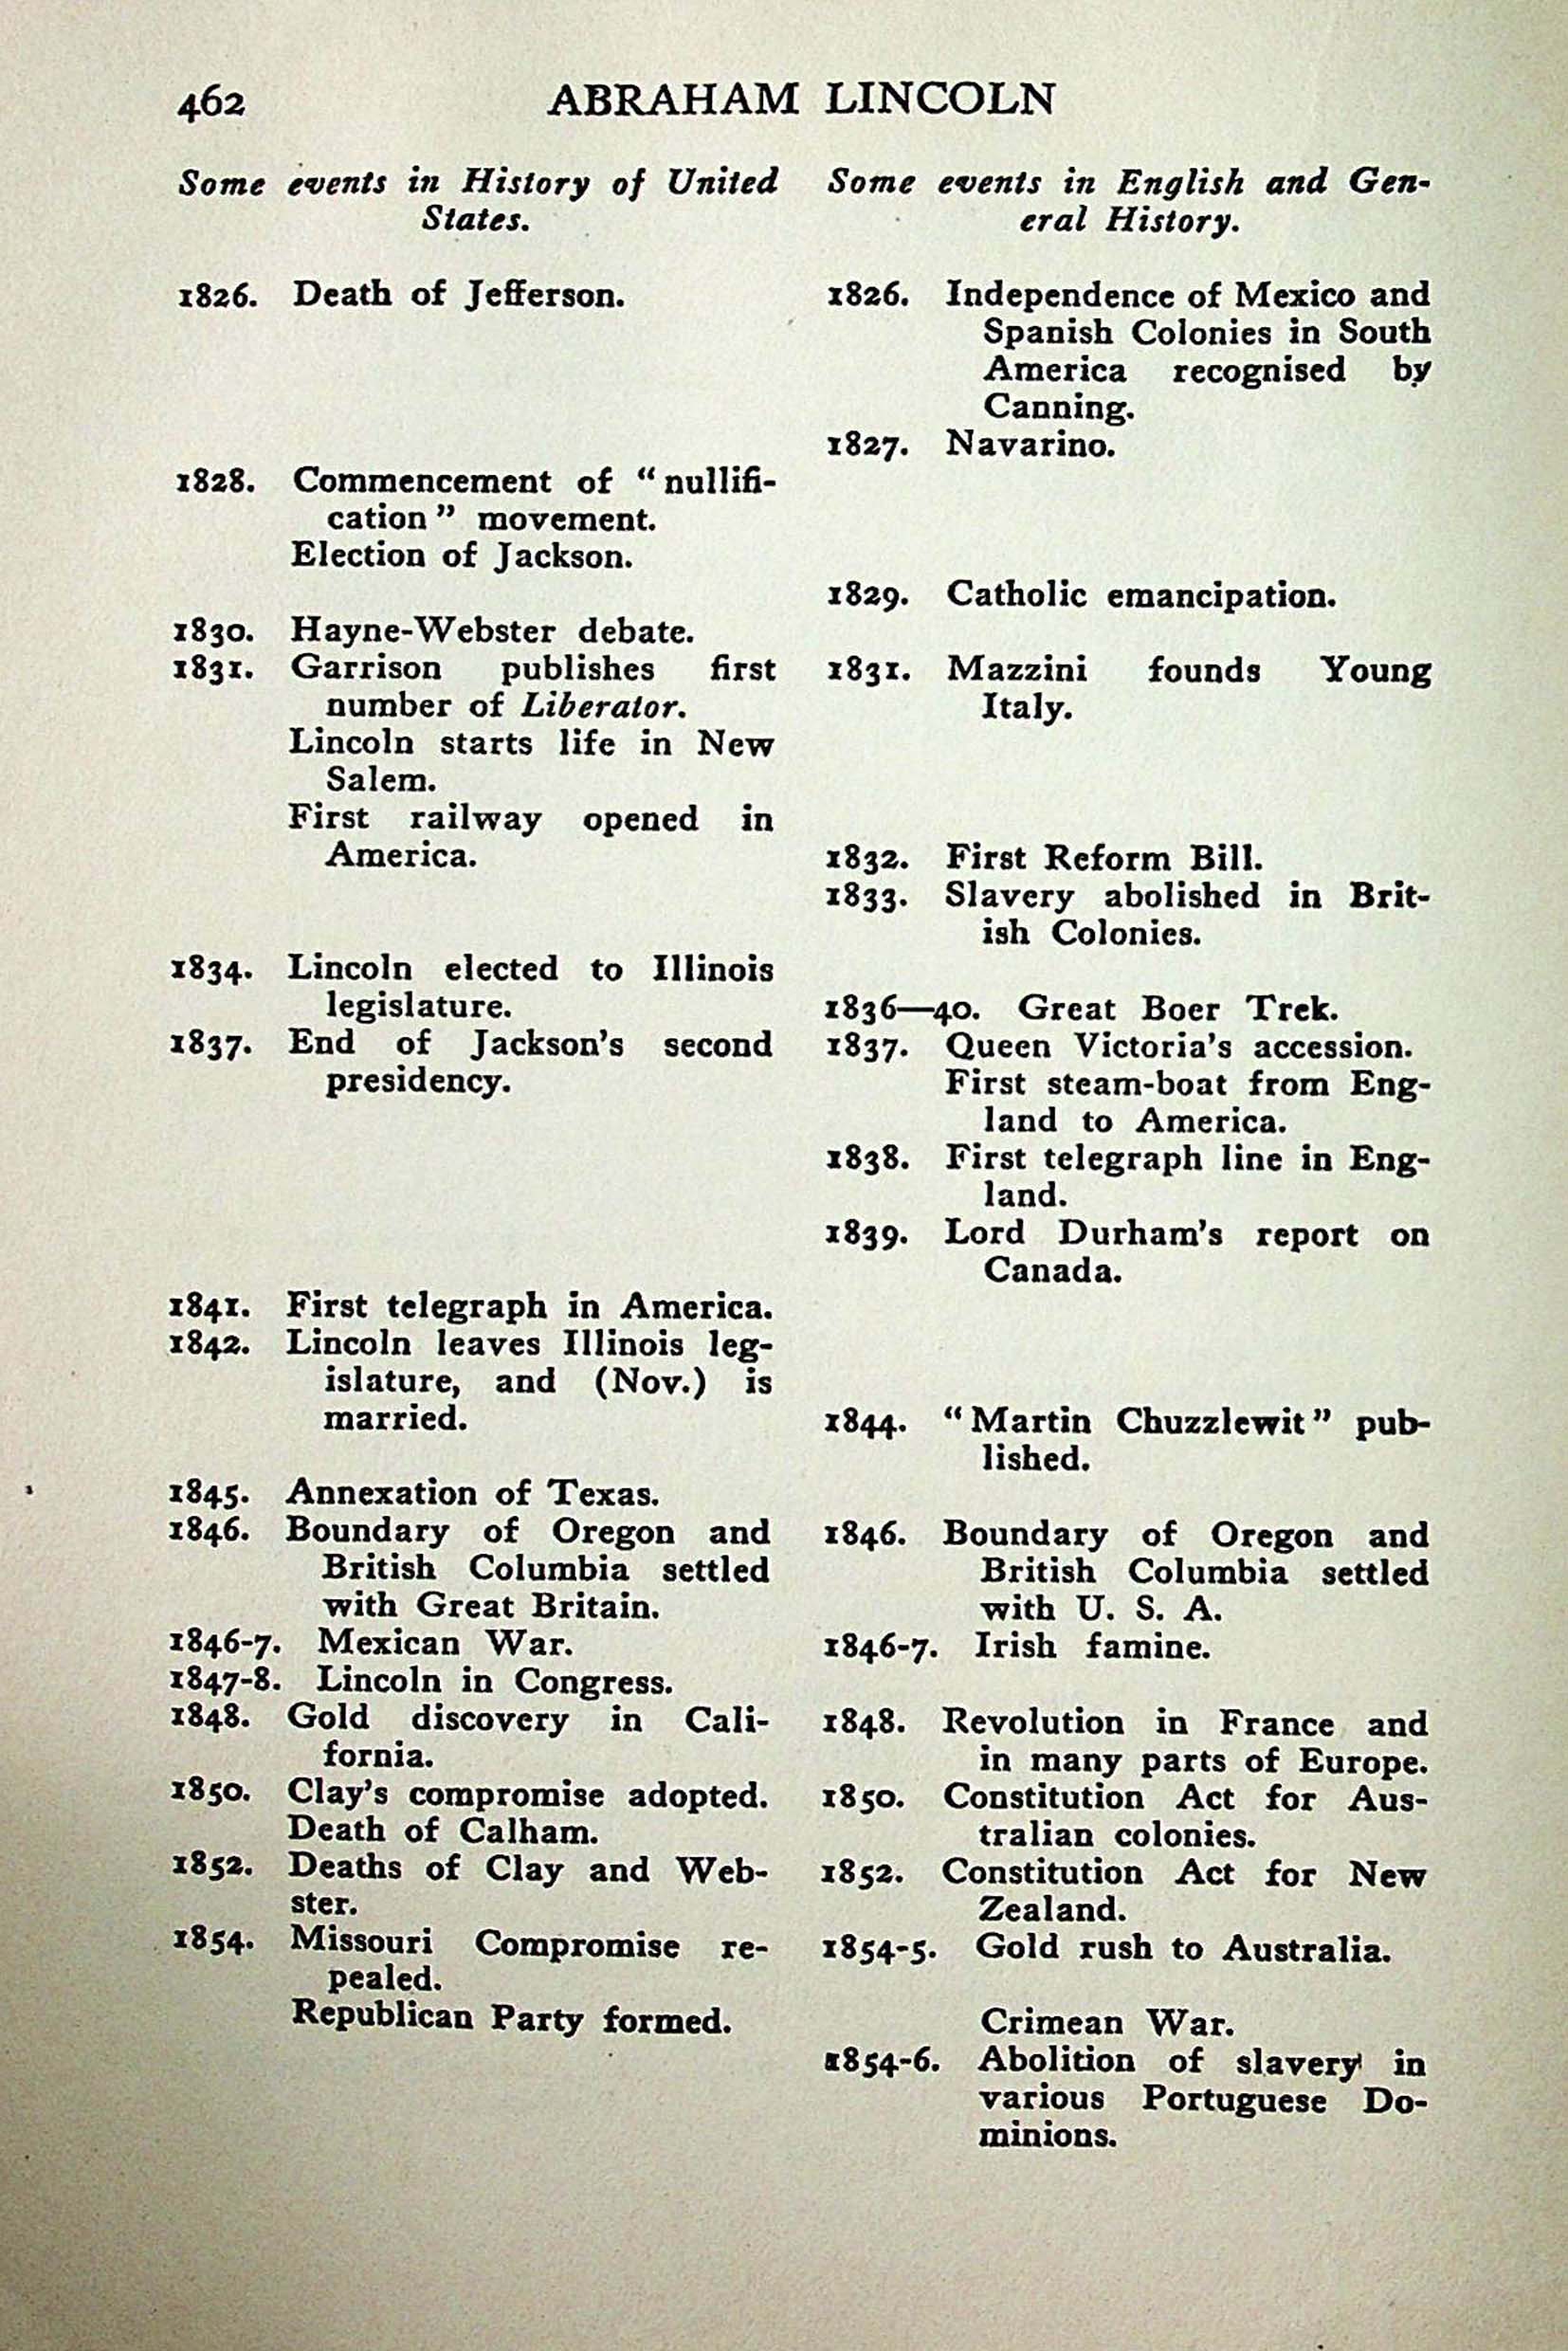 462
ABRAHAM LINCOLN
Some events in History of United
States.
1826. Death of Jefferson.
1828. Commencement of “nullifi-
cation” movement.
Election of Jackson.
1830. Hayne-Webster debate.
1831. Garrison publishes first
number of Liberator.
Lincoln starts life in New
Salem.
First railway opened in
America.
1834. Lincoln elected to Illinois
legislature.
1837. End of Jackson’s second
presidency.
1841. First telegraph in America.
1842. Lincoln leaves Illinois leg-
islature, and (Nov.) is
married.
1845. Annexation of Texas.
1846. Boundary of Oregon and
British Columbia settled
with Great Britain.
1846-7. Mexican War.
1847-8. Lincoln in Congress.
1848. Gold discovery in Cali-
fornia.
1850. Clay’s compromise adopted.
Death of Calham.
1852. Deaths of Clay and Web-
ster.
1854. Missouri Compromise re-
pealed.
Republican Party formed.
Some events in English and Gen-
eral History.
1826. Independence of Mexico and
Spanish Colonies in South
America recognised by
Canning.
1827. Navarino.
1829. Catholic emancipation.
1831. Mazzini founds Young
Italy.
1832. First Reform Bill.
1833. Slavery abolished in Brit-
ish Colonies.
1836—40. Great Boer Trek.
1837. Queen Victoria’s accession.
First steam-boat from Eng-
land to America.
1838. First telegraph line in Eng-
land.
1839. Lord Durham’s report on
Canada.
1844. “Martin Chuzzlewit” pub-
lished.
1846. Boundary of Oregon and
British Columbia settled
with U. S. A.
1846-7. Irish famine.
1848. Revolution in France and
in many parts of Europe.
1850. Constitution Act for Aus-
tralian colonies.
1852. Constitution Act for New
Zealand.
1854-5. Gold rush to Australia.
Crimean War.
1854-6. Abolition of slavery in
various Portuguese Do-
minions.